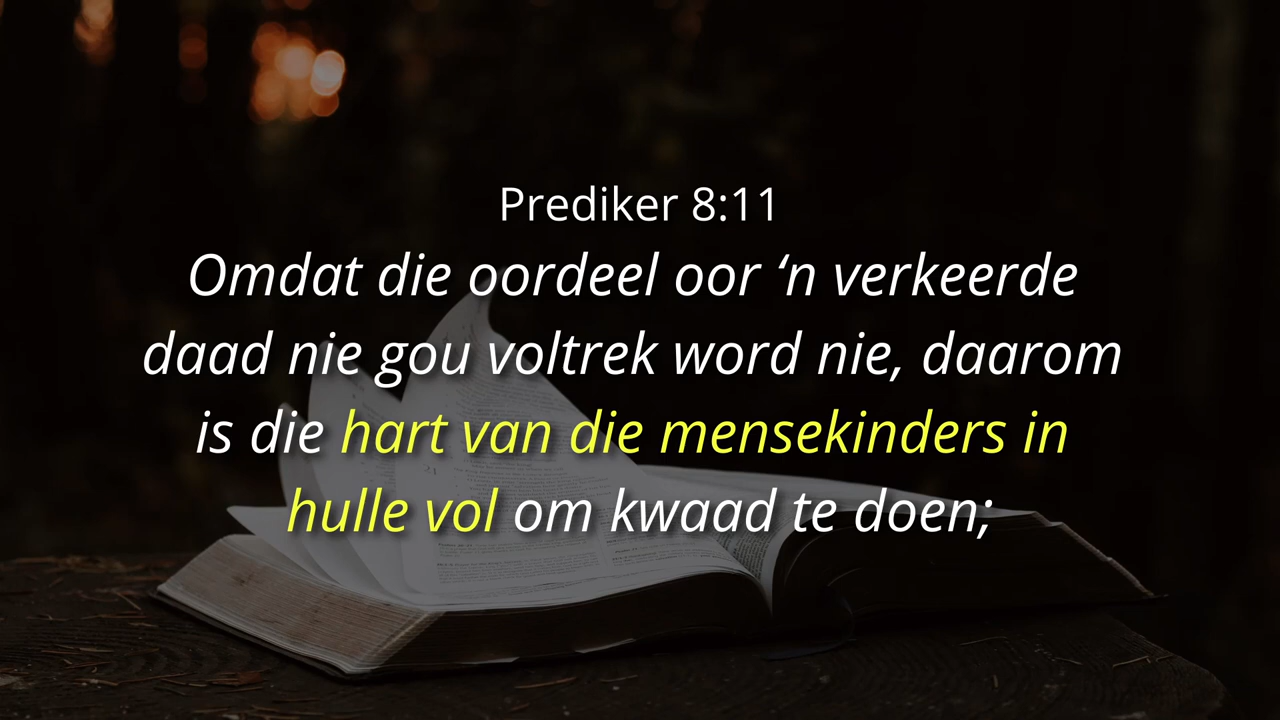 Prediker 8:11
Omdat die oordeel oor ‘n verkeerde
daad nie gou voltrek word nie, daarom
is die hart van die mensekinders in
hulle vol om kwaad te doen;